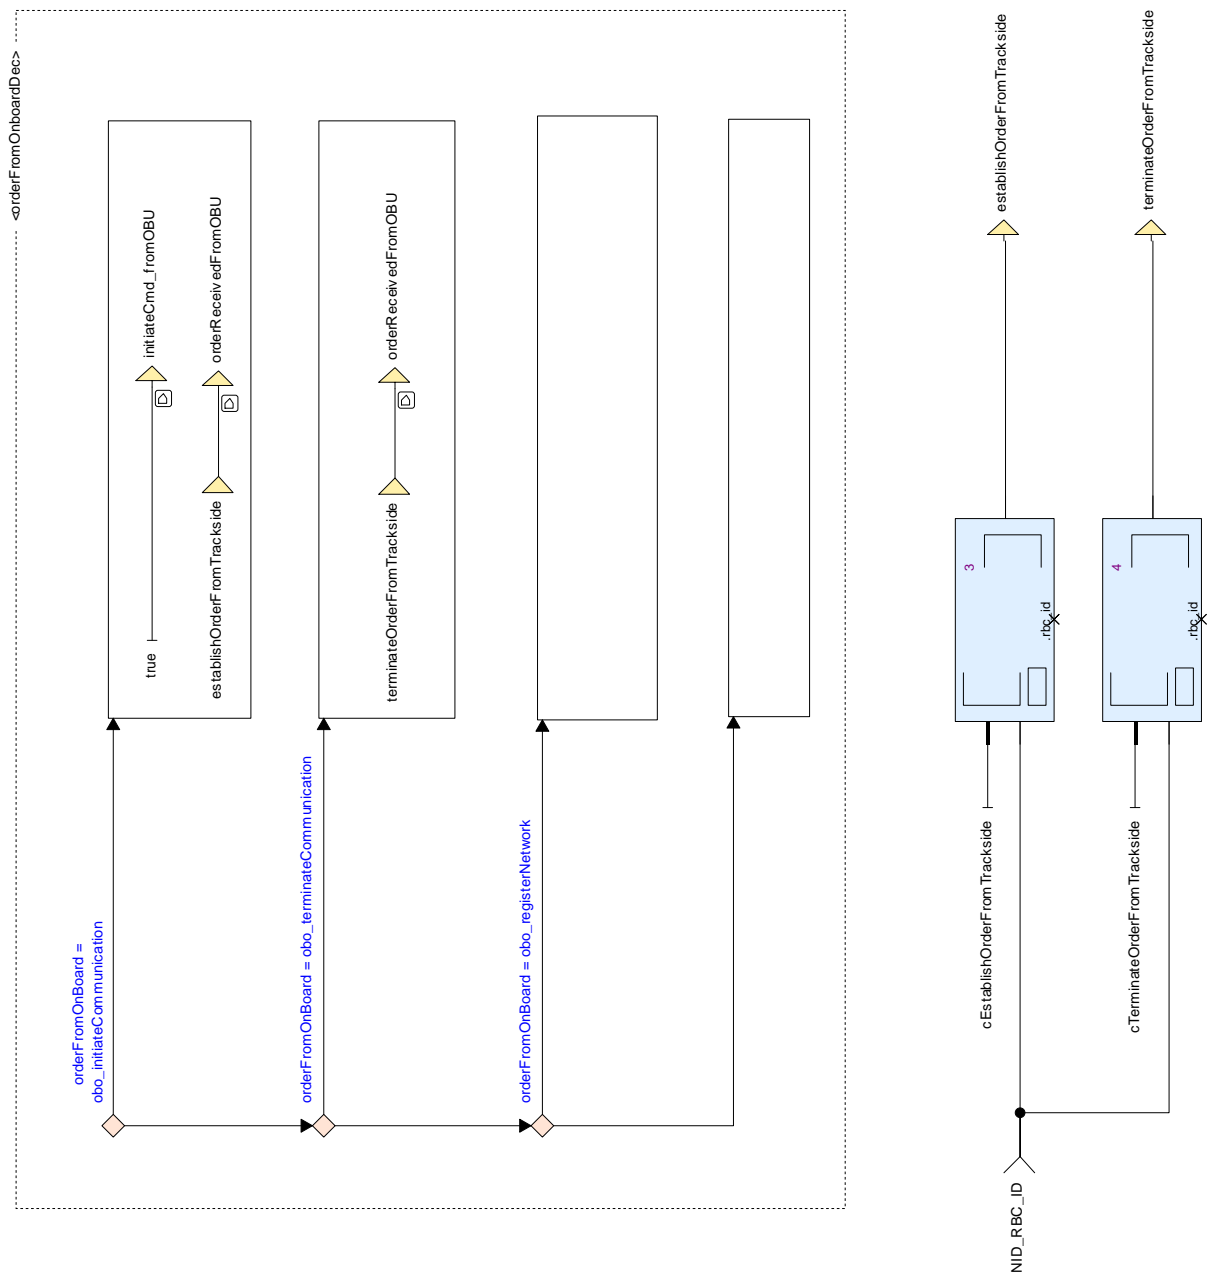 <orderFromOnboardDec>
orderFromOnBoard =
obo_initiateCommunication
true
initiateCmd_fromOBU
establishOrderFromTrackside
orderReceivedFromOBU
orderFromOnBoard = obo_terminateCommunication
terminateOrderFromTrackside
orderReceivedFromOBU
orderFromOnBoard = obo_registerNetwork
NID_RBC_ID
cEstablishOrderFromTrackside
3
.rbc_id
establishOrderFromTrackside
cTerminateOrderFromTrackside
4
.rbc_id
terminateOrderFromTrackside